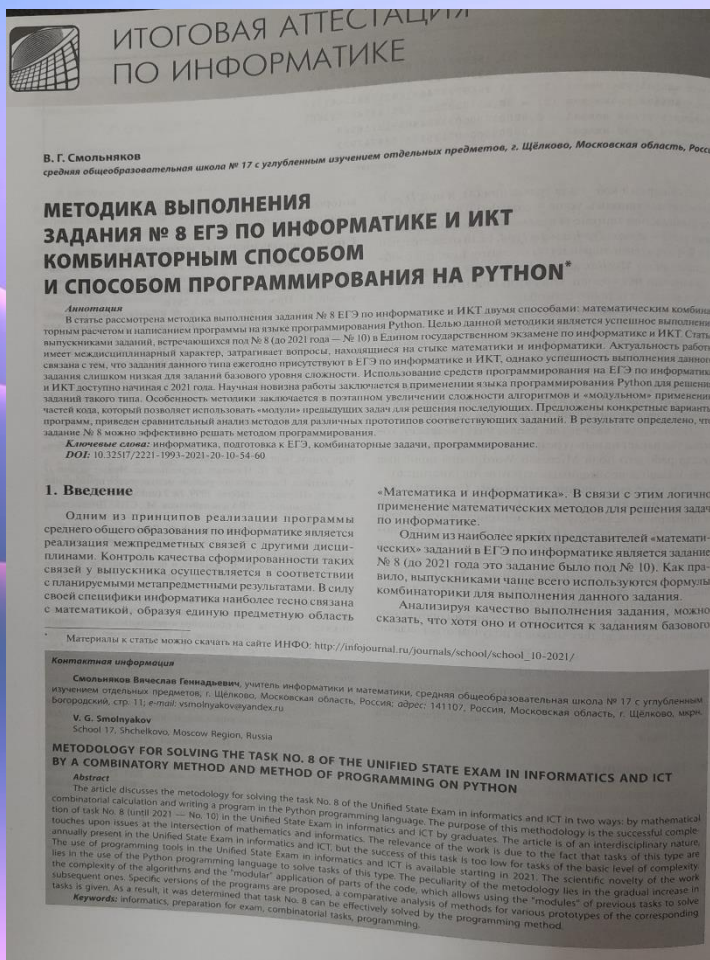 ИТОГОВАЯ АТТЕСТАЦИЯ
ПО ИНФОРМАТИКЕ
В. Г. Смольняков
средняя общеобразовательная школа № 17 с углубленным изучением отдельных предметов, г. Щёлково, Московская область, Росси
МЕТОДИКА ВЫПОЛНЕНИЯ
ЗАДАНИЯ № 8 ЕГЭ ПО ИНФОРМАТИКЕ И ИКТ
КОМБИНАТОРНЫМ СПОСОБОМ
И СПОСОБОМ ПРОГРАММИРОВАНИЯ НА PYTHON*
Аннотация
В статье рассмотрена методика выполнения задания № 8 ЕГЭ по информатике и ИКТ двумя способами: математическим комбина-
торным расчетом и написанием программы на языке программирования Python. Целью данной методики является успешное выполнени
выпускниками заданий, встречающихся под № 8 (до 2021 года — № 10) в Едином государственном экзамене по информатике и ИКТ. Стать
имеет междисциплинарный характер, затрагивает вопросы, находящиеся на стыке математики и информатики. Актуальность работ
связана с тем, что задания данного типа ежегодно присутствуют в ЕГЭ по информатике и ИКТ, однако успешность выполнения данного
задания слишком низкая для заданий базового уровня сложности. Использование средств программирования на ЕГЭ по информатик
и ИКТ доступно начиная с 2021 года. Научная новизна работы заключается в применении языка программирования Python для решени
заданий такого типа. Особенность методики заключается в поэтапном увеличении сложности алгоритмов и «модульном» применени
частей кода, который позволяет использовать «модули» предыдущих задач для решения последующих. Предложены конкретные вариант
программ, приведен сравнительный анализ методов для различных прототипов соответствующих заданий. В результате определено, чт
задание № 8 можно эффективно решать методом программирования.
Ключевые слова: информатика, подготовка к ЕГЭ, комбинаторные задачи, программирование.
DOI: 10.32517/2221-1993-2021-20-10-54-60
1. Введение
Одним из принципов реализации программы
среднего общего образования по информатике является
реализация межпредметных связей с другими дисци-
плинами. Контроль качества сформированности таких
связей у выпускника осуществляется в соответствии
с планируемыми метапредметными результатами. В силу
своей специфики информатика наиболее тесно связана
с математикой, образуя единую предметную область
«Математика и информатика». В связи с этим логично
применение математических методов для решения задач
по информатике.
Одним из наиболее ярких представителей «математи-
ческих» заданий в ЕГЭ по информатике является задание
№ 8 (до 2021 года это задание было под № 10). Как пра-
вило, выпускниками чаще всего используются формулы
комбинаторики для выполнения данного задания.
Анализируя качество выполнения задания, можно
сказать, что хотя оно и относится к заданиям базового
* Материалы к статье можно скачать на сайте ИНФО: http://infojournal.ru/journals/school/school_10-2021/
Контактная информация
Смольняков Вячеслав Геннадьевич, учитель информатики и математики, средняя общеобразовательная школа № 17 с углубленным
изучением отдельных предметов, г. Щёлково, Московская область, Россия; адрес: 141107, Россия, Московская область, г. Щёлково, мкрн.
Богородский, стр. 11; e-mail: vsmolnyakov@yandex.ru
V. G. Smolnyakov
School 17, Shchelkovo, Moscow Region, Russia
METHODOLOGY FOR SOLVING THE TASK NO. 8 OF THE UNIFIED STATE EXAM IN INFORMATICS AND ICT
BY A COMBINATORY METHOD AND METHOD OF PROGRAMMING ON PYTHON
Abstract
The article discusses the methodology for solving the task No. 8 of the Unified State Exam in informatics and ICT in two ways: by mathematical
combinatorial calculation and writing a program in the Python programming language. The purpose of this methodology is the successful comple-
tion of task No. 8 (until 2021 — No. 10) in the Unified State Exam in informatics and ICT by graduates. The article is of an interdisciplinary nature,
touches upon issues at the intersection of mathematics and informatics. The relevance of the work is due to the fact that tasks of this type are
annually present in the Unified State Exam in informatics and ICT, but the success of this task is too low for tasks of the basic level of complexity.
The use of programming tools in the Unified State Exam in informatics and ICT is available starting in 2021. The scientific novelty of the work
lies in the use of the Python programming language to solve tasks of this type. The peculiarity of the methodology lies in the gradual increase in
the complexity of the algorithms and the "modular" application of parts of the code, which allows using the "modules" of previous tasks to solve
subsequent ones. Specific versions of the programs are proposed, a comparative analysis of methods for various prototypes of the corresponding
tasks is given. As a result, it was determined that task No. 8 can be effectively solved by the programming method.
Keywords: informatics, preparation for exam, combinatorial tasks, programming.